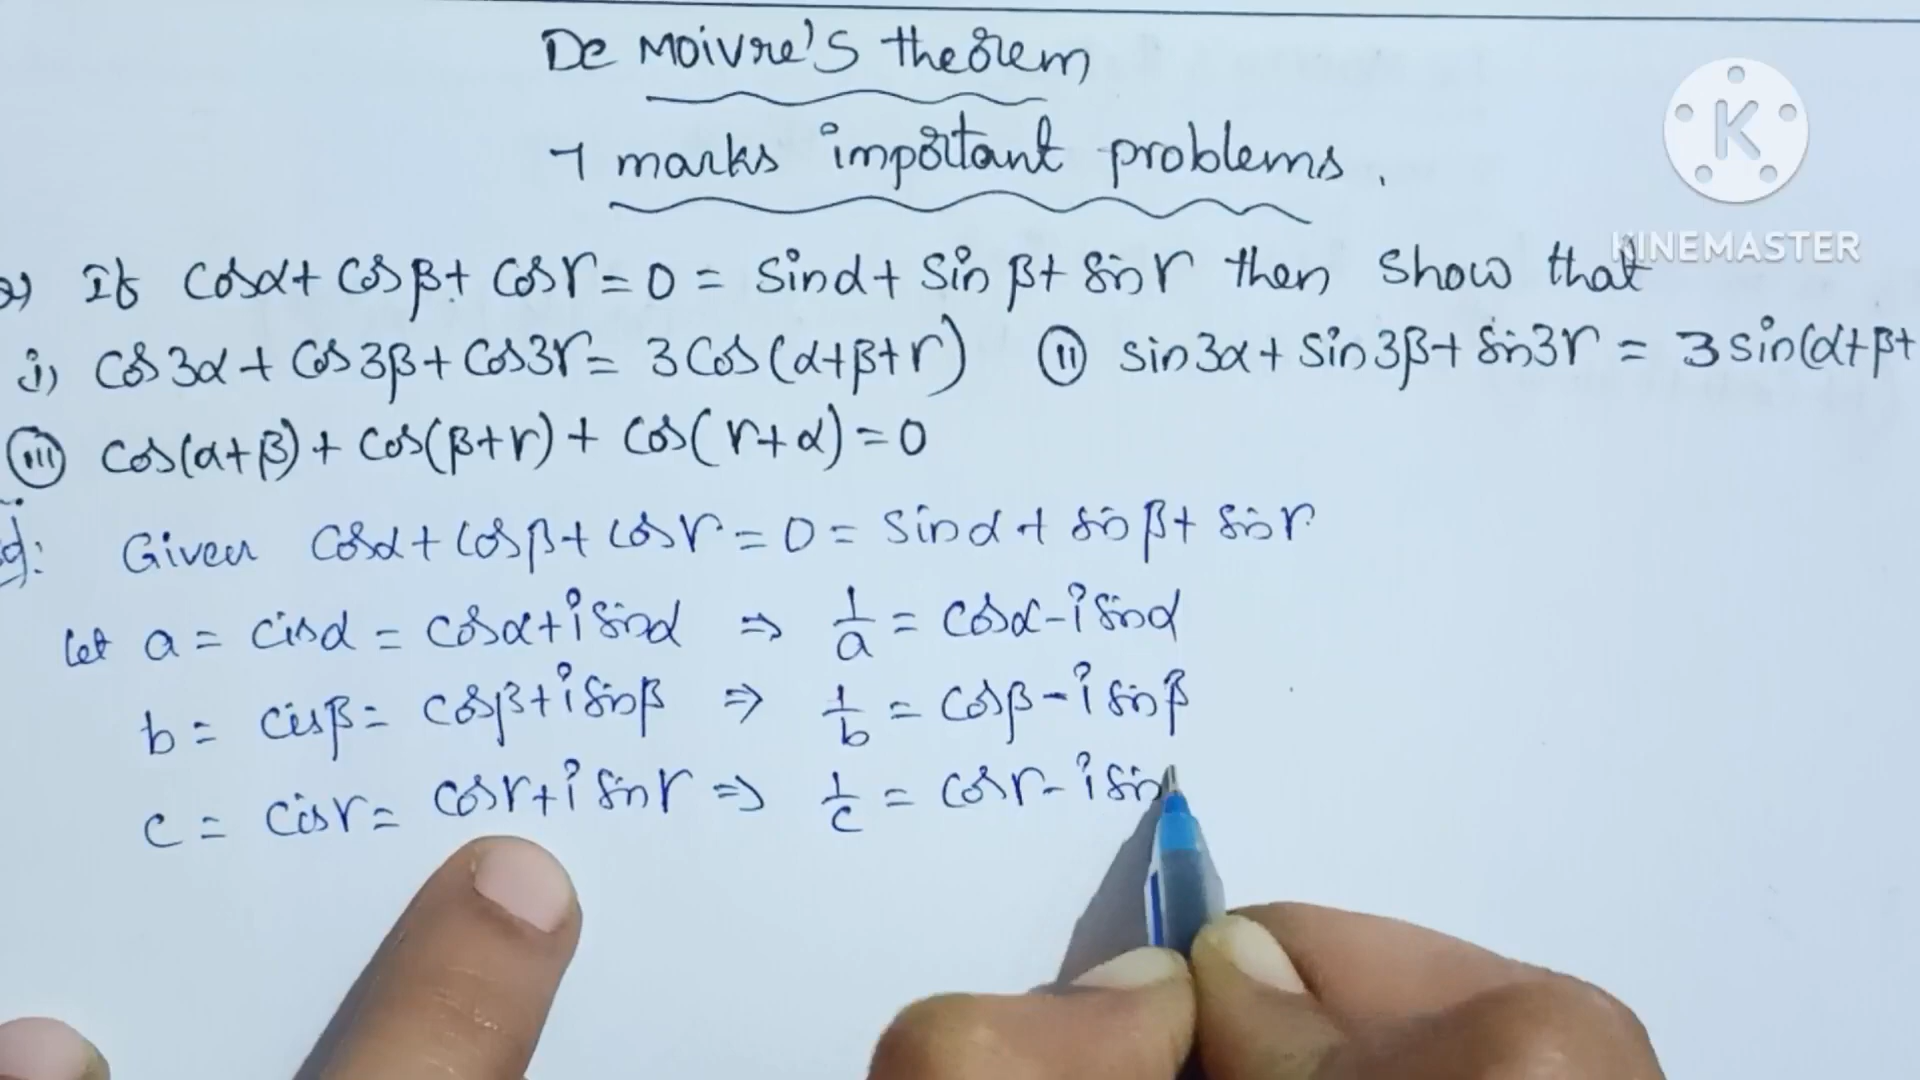 De Moivre's theorem
7 marks important problems.
KINEMASTER
2) If cosα + cosβ + cosr = 0 = sinα + sinβ + sinr then show that
i) cos3α + cos3β + cos3r = 3cos(α+β+r) ii) sin3α + sin3β + sin3r = 3sin(α+β+
iii) cos(α+β) + cos(β+r) + cos(r+α) = 0
Given cosα + cosβ + cosr = 0 = sinα + sinβ + sinr
let a = cisα = cosα + i sinα ⇒ 1/a = cosα - i sinα
b = cisβ = cosβ + i sinβ ⇒ 1/b = cosβ - i sinβ
c = cisr = cosr + i sinr ⇒ 1/c = cosr - i sin